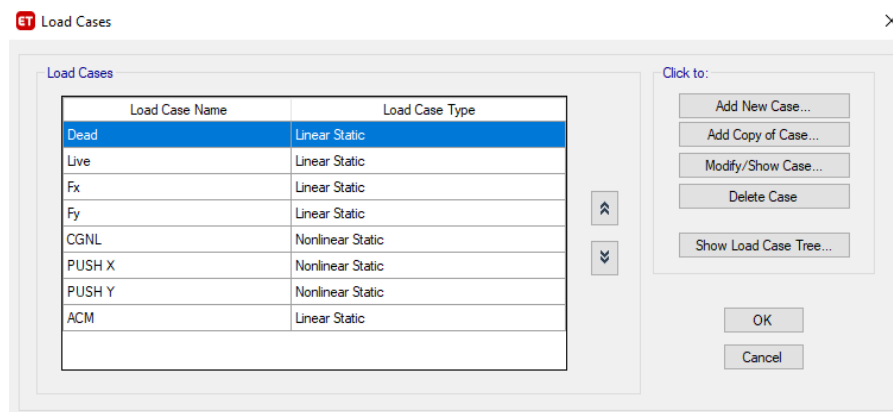 ET Load Cases
Load Cases
Click to:
Load Case Name Load Case Type
Dead Linear Static
Live Linear Static
Fx Linear Static
Fy Linear Static
CGNL Nonlinear Static
PUSH X Nonlinear Static
PUSH Y Nonlinear Static
ACM Linear Static
Add New Case...
Add Copy of Case...
Modify/Show Case...
Delete Case
Show Load Case Tree...
OK
Cancel